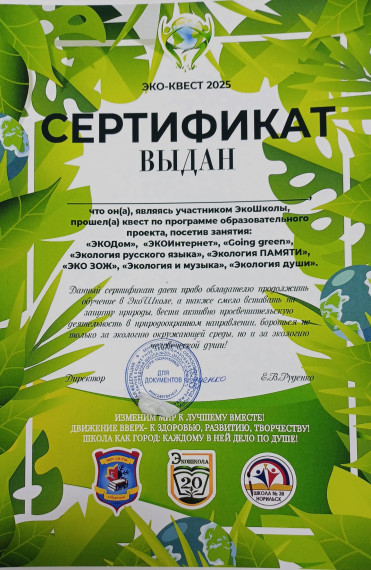 ЭКО-КВЕСТ 2025
СЕРТИФИКАТ
ВЫДАН
что он(а), являясь участником ЭкоШколы,
прошел(а) квест по программе образовательного
проекта, посетив занятия:
«ЭКОДом», «ЭКОИнтернет», «Going green»,
«Экология русского языка», «Экология ПАМЯТИ»,
«ЭКО ЗОЖ», «Экология и музыка», «Экология души».
Данный сертификат дает право обладателю продолжить
обучение в ЭкоШколе, а также смело вставать на
защиту природы, вести активно просветительскую
деятельность в природоохранном направлении, бороться не
только за экологию окружающей среды, но и за экологию
человеческой души!
Директор Е.В.Руденко
ДЛЯ
ДОКУМЕНТОВ
ИЗМЕНИМ МИР К ЛУЧШЕМУ ВМЕСТЕ!
ДВИЖЕНИЕ ВВЕРХ– К ЗДОРОВЬЮ, РАЗВИТИЮ, ТВОРЧЕСТВУ!
ШКОЛА КАК ГОРОД: КАЖДОМУ В НЕЙ ДЕЛО ПО ДУШЕ!
Экошкола
20
ШКОЛА № 20
НОРИЛЬСК